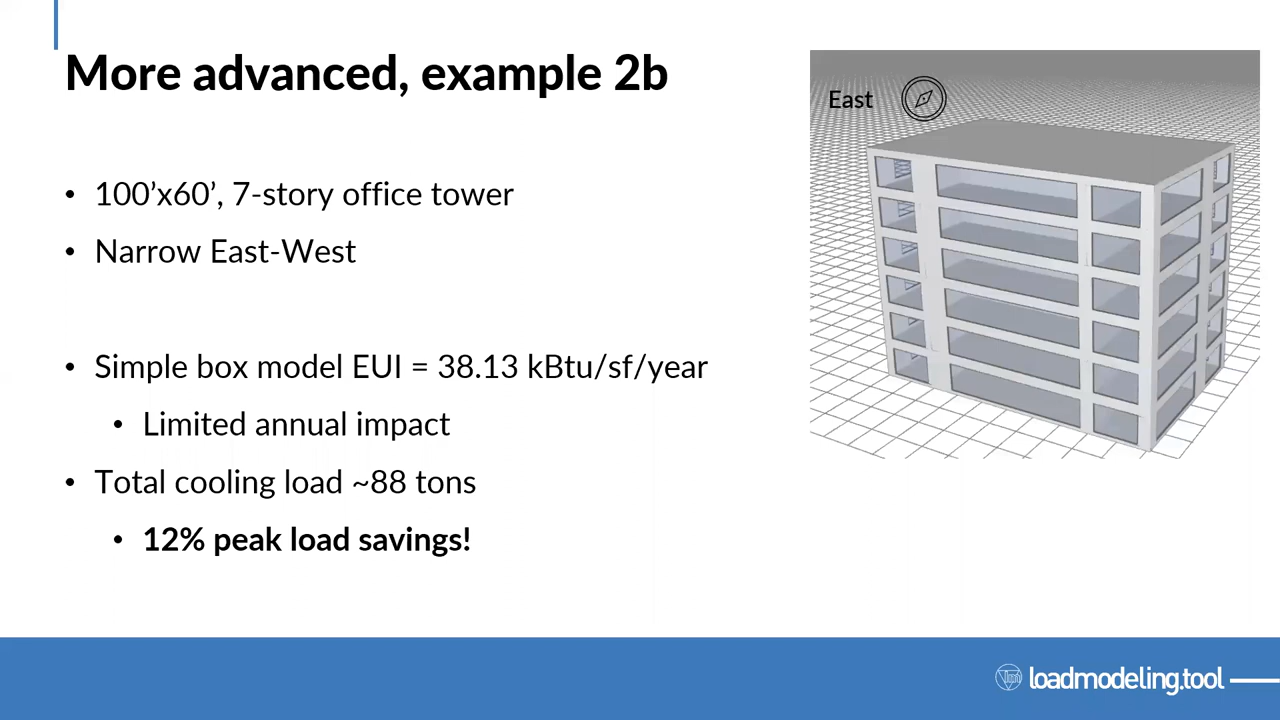 More advanced, example 2b
East
• 100’x60’, 7-story office tower
• Narrow East-West
• Simple box model EUI = 38.13 kBtu/sf/year
• Limited annual impact
• Total cooling load ~88 tons
• 12% peak load savings!
loadmodeling.tool